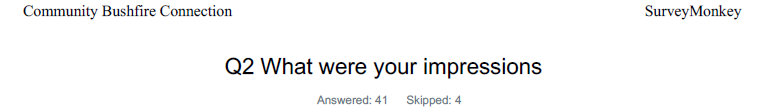 Community Bushfire Connection SurveyMonkey
Q2 What were your impressions
Answered: 41 Skipped: 4